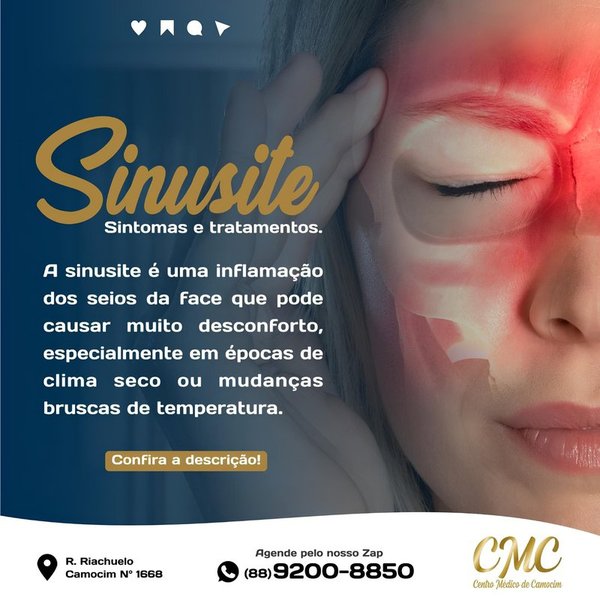 Sinusite
Sintomas e tratamentos.
A sinusite é uma inflamação
dos seios da face que pode
causar muito desconforto,
especialmente em épocas de
clima seco ou mudanças
bruscas de temperatura.
Confira a descrição!
R. Riachuelo
Camocim Nº 1668
Agende pelo nosso Zap
(88)9200-8850
CMC
Centro Médico de Camocim